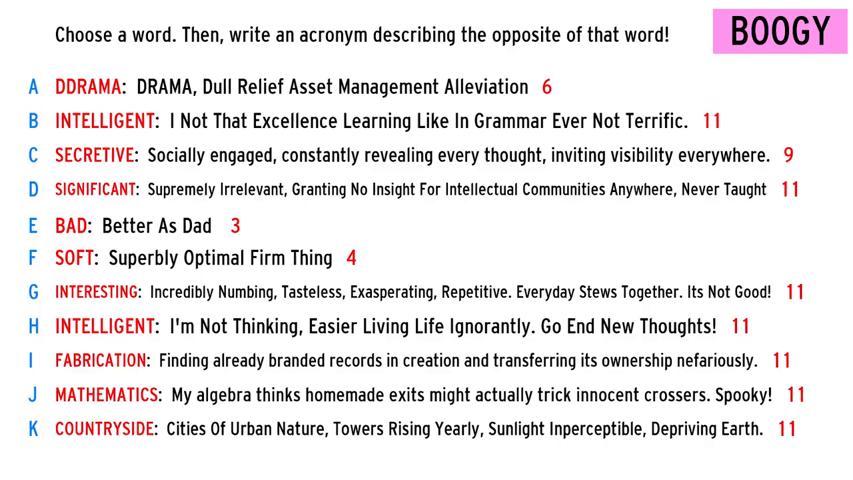 Choose a word. Then, write an acronym describing the opposite of that word!
BOOGY
A DDRAMA: DRAMA, Dull Relief Asset Management Alleviation 6
B INTELLIGENT: I Not That Excellence Learning Like In Grammar Ever Not Terrific. 11
C SECRETIVE: Socially engaged, constantly revealing every thought, inviting visibility everywhere. 9
D SIGNIFICANT: Supremely Irrelevant, Granting No Insight For Intellectual Communities Anywhere, Never Taught 11
E BAD: Better As Dad 3
F SOFT: Superbly Optimal Firm Thing 4
G INTERESTING: Incredibly Numbing, Tasteless, Exasperating, Repetitive. Everyday Stews Together. Its Not Good! 11
H INTELLIGENT: I'm Not Thinking, Easier Living Life Ignorantly. Go End New Thoughts! 11
I FABRICATION: Finding already branded records in creation and transferring its ownership nefariously. 11
J MATHEMATICS: My algebra thinks homemade exits might actually trick innocent crossers. Spooky! 11
K COUNTRYSIDE: Cities Of Urban Nature, Towers Rising Yearly, Sunlight Inperceptible, Depriving Earth. 11